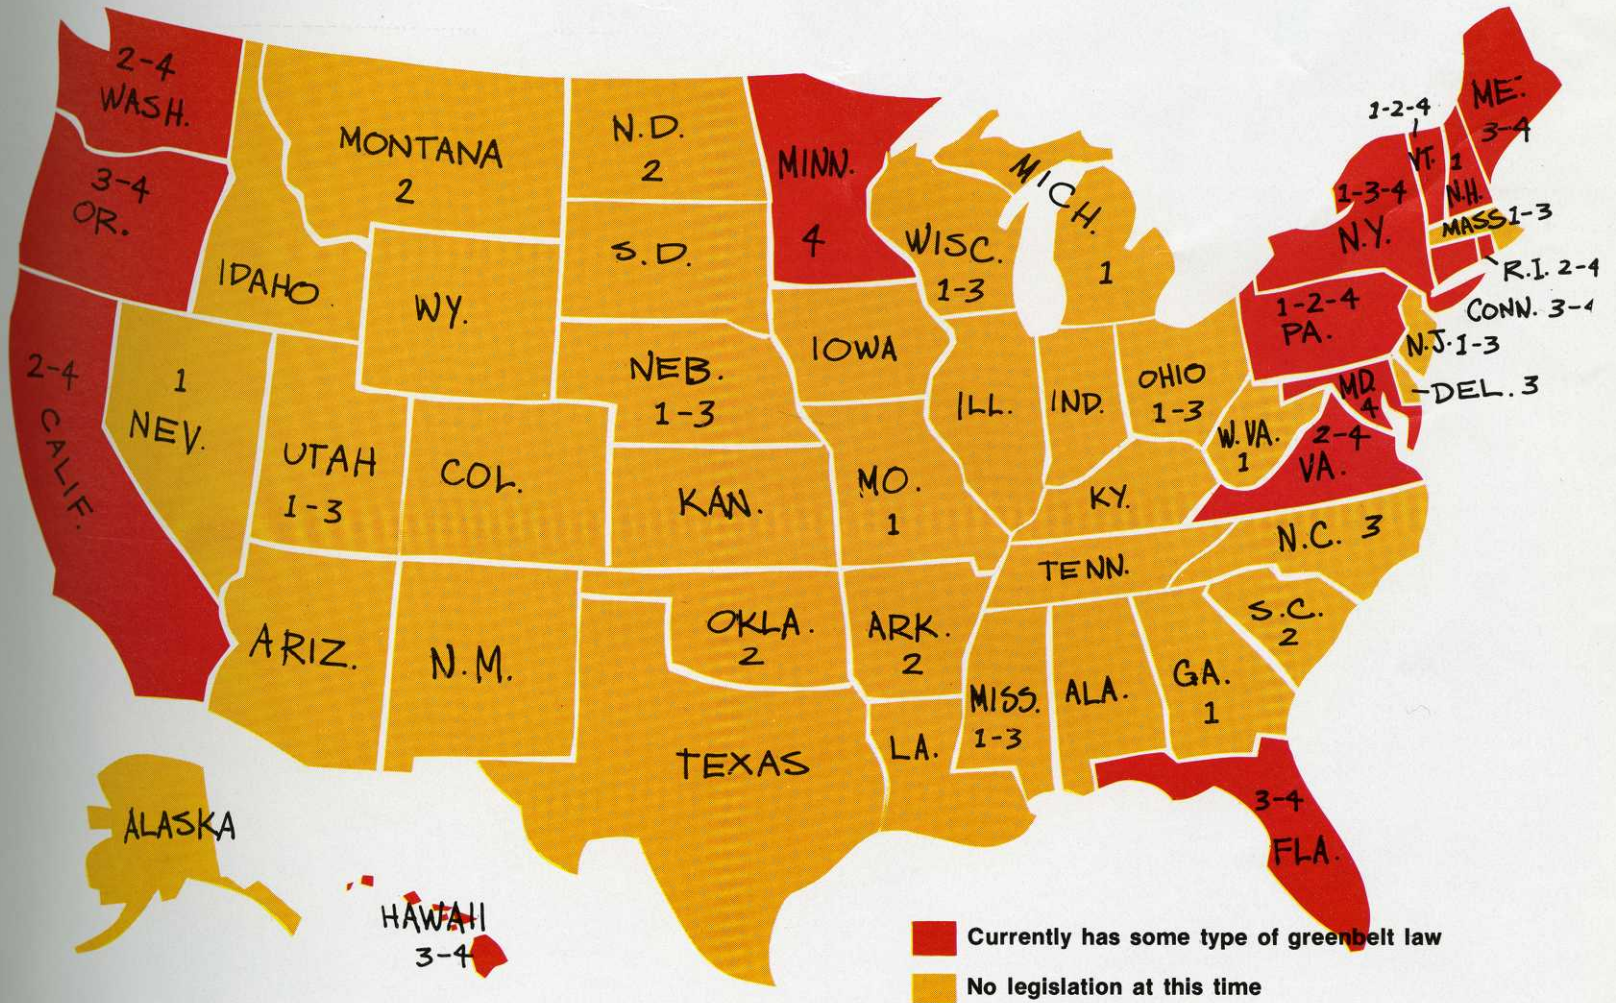 2-4
WASH.
3-4
OR.
2-4
CALIF.
1
NEV.
IDAHO
MONTANA
2
WY.
UTAH
1-3
COL.
ARIZ.
N.M.
N.D.
2
S.D.
NEB.
1-3
KAN.
OKLA.
2
TEXAS
MINN.
4
IOWA
MO.
1
ARK.
2
LA.
WISC.
1-3
ILL.
MICH.
1
IND.
OHIO
1-3
KY.
TENN.
MISS.
1-3
ALA.
GA.
1
3-4
FLA.
S.C.
2
N.C. 3
2-4
VA.
W.VA.
1
MD.
4
DEL. 3
1-2-4
PA.
N.J. 1-3
1-3-4
N.Y.
CONN. 3-4
R.I. 2-4
MASS 1-3
1-2-4
VT.
1
N.H.
ME.
3-4
ALASKA
HAWAII
3-4
Currently has some type of greenbelt law
No legislation at this time